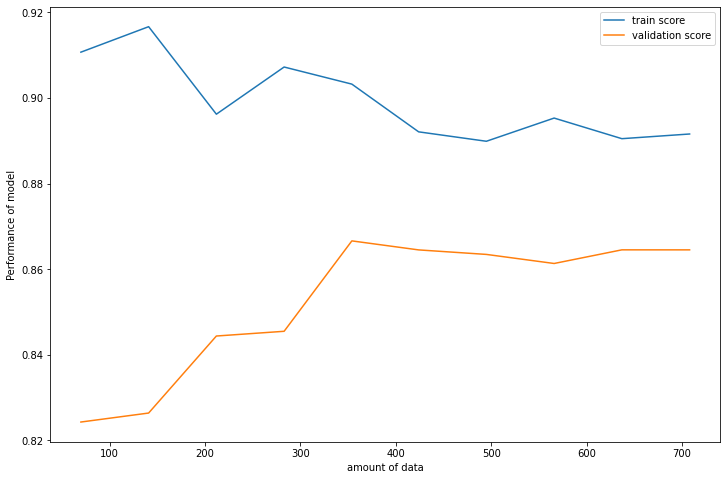 0.92
0.90
0.88
0.86
0.84
0.82
Performance of model
train score
validation score
100 200 300 400 500 600 700
amount of data